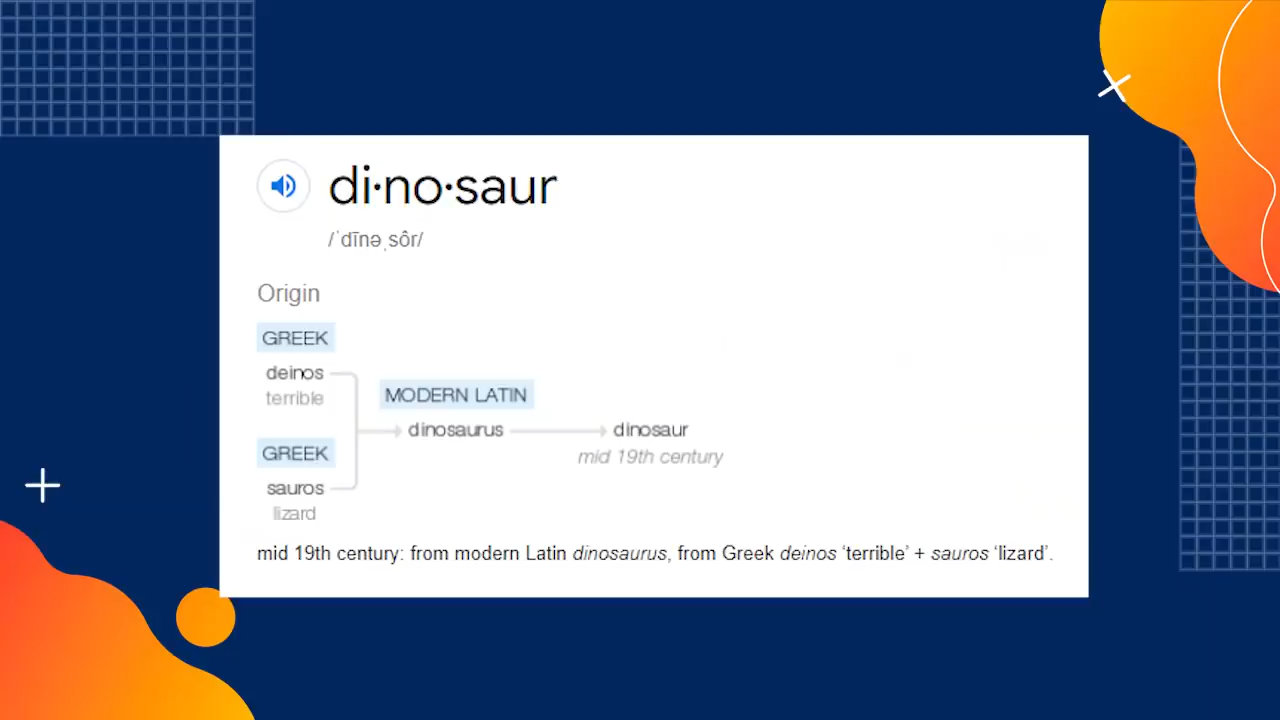 di·no·saur
/ˈdīnəˌsôr/
Origin
GREEK
deinos
terrible
MODERN LATIN
dinosaurus
dinosaur
mid 19th century
GREEK
sauros
lizard
mid 19th century: from modern Latin dinosaurus, from Greek deinos ‘terrible’ + sauros ‘lizard’.